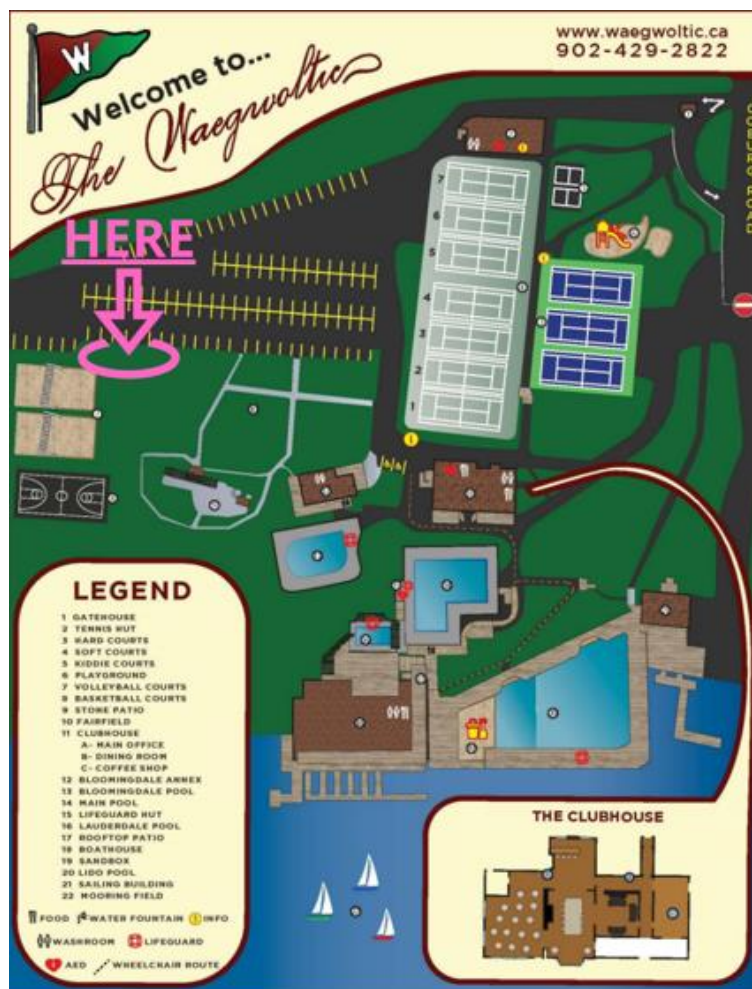 www.waegwoltic.ca
902-429-2822
W
Welcome to...
The Waegwoltic
HERE
7
6
5
4
3
2
1
LEGEND
1 GATEHOUSE
2 TENNIS HUT
3 HARD COURTS
4 SOFT COURTS
5 KIDDIE COURTS
6 PLAYGROUND
7 VOLLEYBALL COURTS
8 BASKETBALL COURTS
9 STONE PATIO
10 FAIRFIELD
11 CLUBHOUSE
A- MAIN OFFICE
B- DINING ROOM
C- COFFEE SHOP
12 BLOOMINGDALE ANNEX
13 BLOOMINGDALE POOL
14 MAIN POOL
15 LIFEGUARD HUT
16 LAUDERDALE POOL
17 ROOFTOP PATIO
18 BOATHOUSE
19 SANDBOX
20 LIDO POOL
21 SAILING BUILDING
22 MOORING FIELD
FOOD WATER FOUNTAIN INFO
WASHROOM LIFEGUARD
AED WHEELCHAIR ROUTE
THE CLUBHOUSE